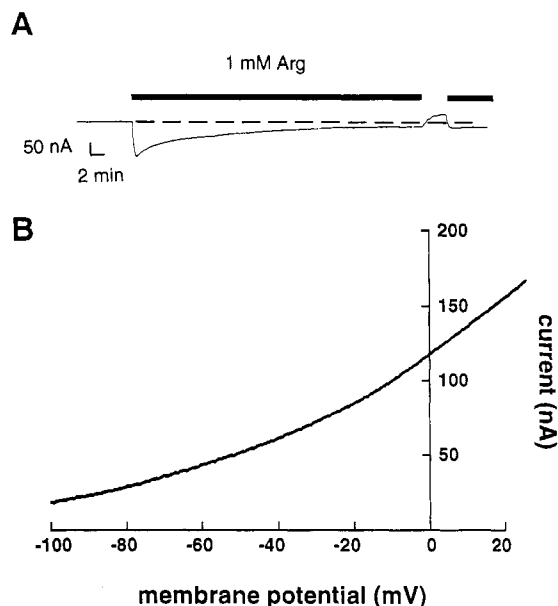 A
1 mM Arg
50 nA
2 min
B
200
150
100
50
current (nA)
-100 -80 -60 -40 -20 0 20
membrane potential (mV)